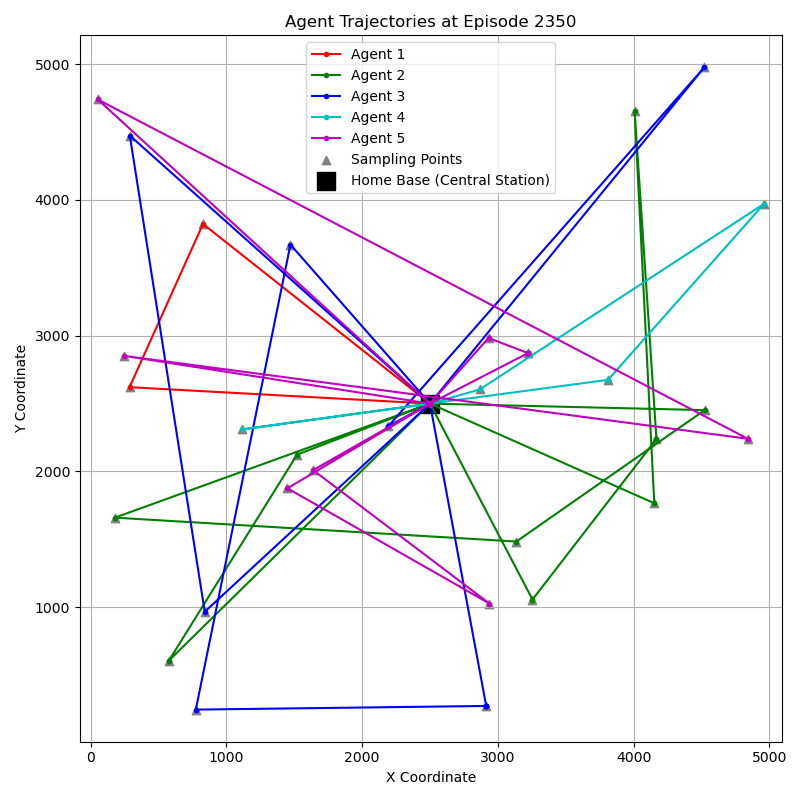 Agent Trajectories at Episode 2350
Agent 1
Agent 2
Agent 3
Agent 4
Agent 5
Sampling Points
Home Base (Central Station)
Y Coordinate
5000
4000
3000
2000
1000
0
1000
2000
3000
4000
5000
X Coordinate